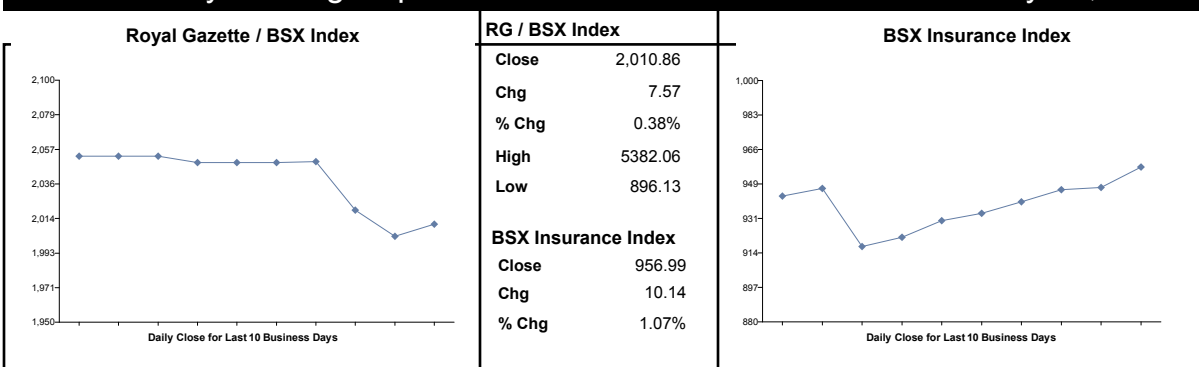 Royal Gazette / BSX Index
2,100
2,079
2,057
2,036
2,014
1,993
1,971
1,950
Daily Close for Last 10 Business Days
RG / BSX Index
Close 2,010.86
Chg 7.57
% Chg 0.38%
High 5382.06
Low 896.13
BSX Insurance Index
Close 956.99
Chg 10.14
% Chg 1.07%
BSX Insurance Index
1,000
983
966
949
931
914
897
880
Daily Close for Last 10 Business Days